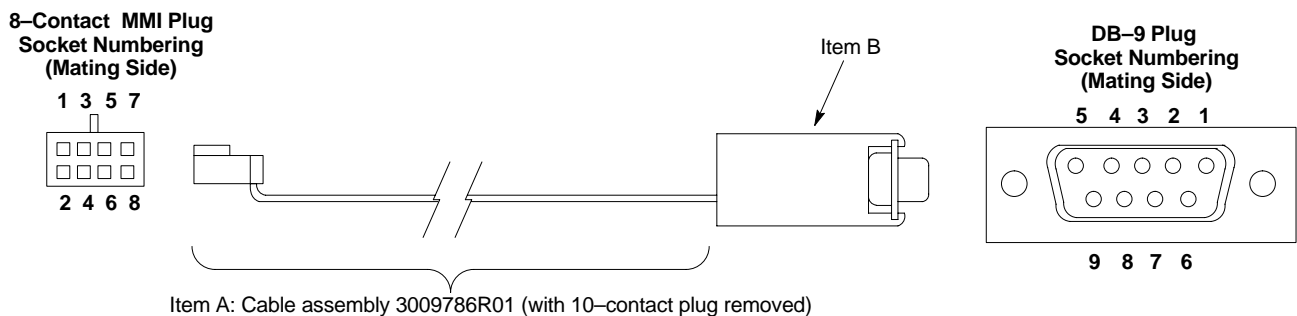 8–Contact MMI Plug
Socket Numbering
(Mating Side)
1 3 5 7
2 4 6 8
Item B
DB–9 Plug
Socket Numbering
(Mating Side)
5 4 3 2 1
9 8 7 6
Item A: Cable assembly 3009786R01 (with 10–contact plug removed)